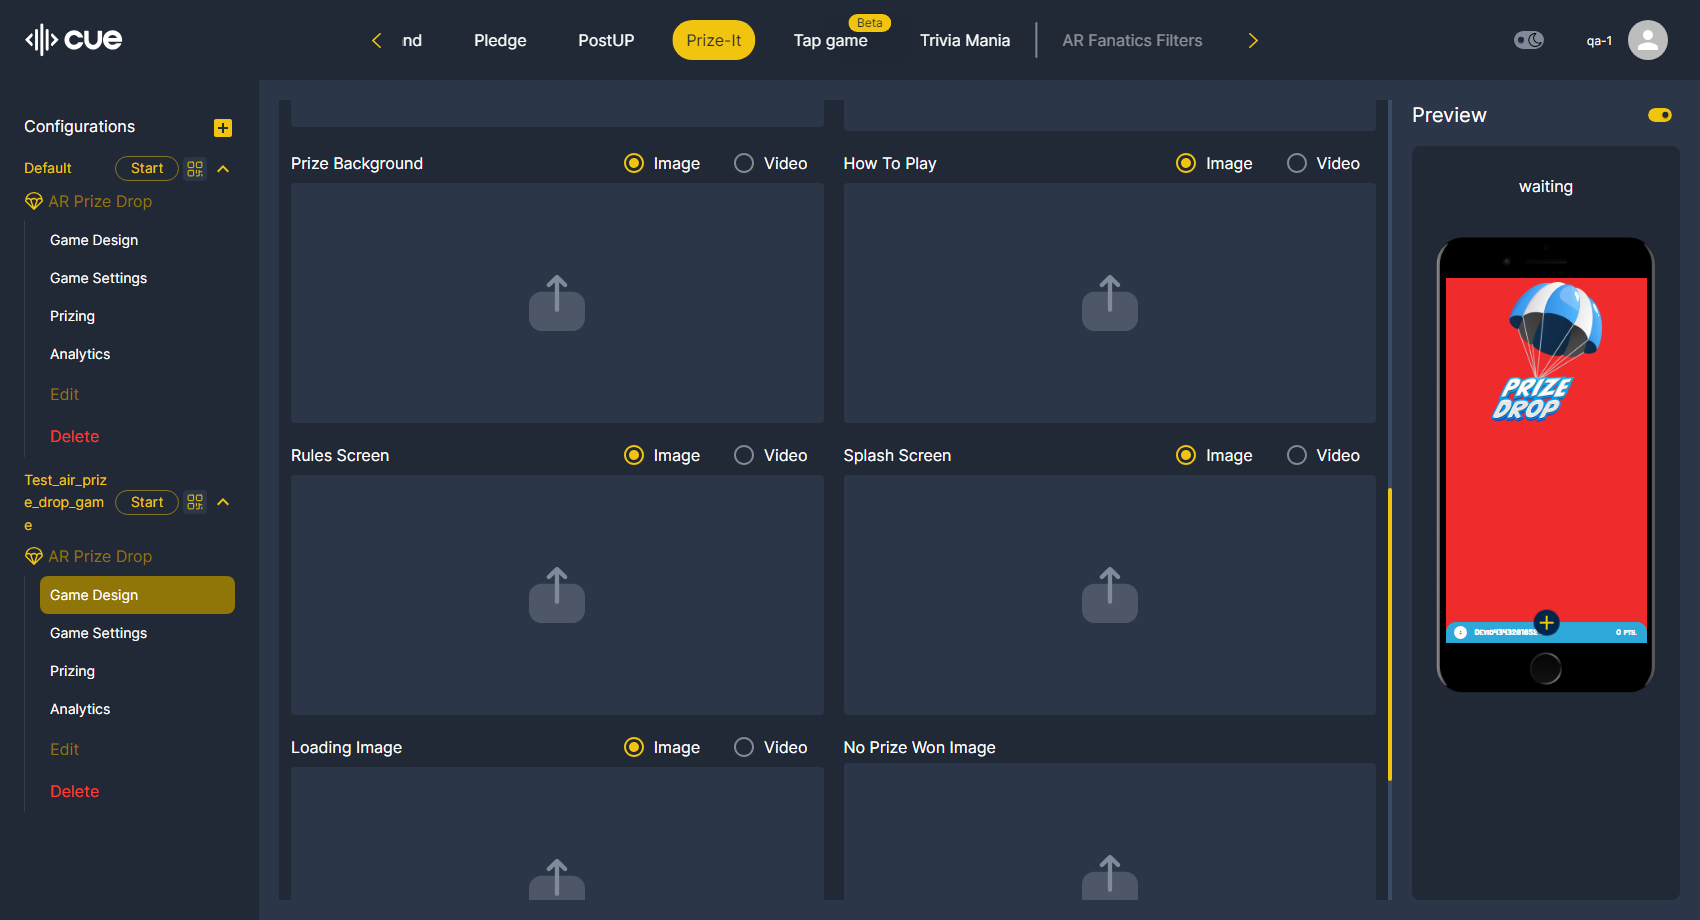 cue
nd
Pledge
PostUP
Prize-It
Tap game
Beta
Trivia Mania
AR Fanatics Filters
qa-1
Configurations
Default
Start
AR Prize Drop
Game Design
Game Settings
Prizing
Analytics
Edit
Delete
Test_air_priz
e_drop_gam
e
Start
AR Prize Drop
Game Design
Game Settings
Prizing
Analytics
Edit
Delete
Prize Background
Image
Video
How To Play
Image
Video
Rules Screen
Image
Video
Splash Screen
Image
Video
Loading Image
Image
Video
No Prize Won Image
Preview
waiting
PRIZE
DROP
0 PTS.